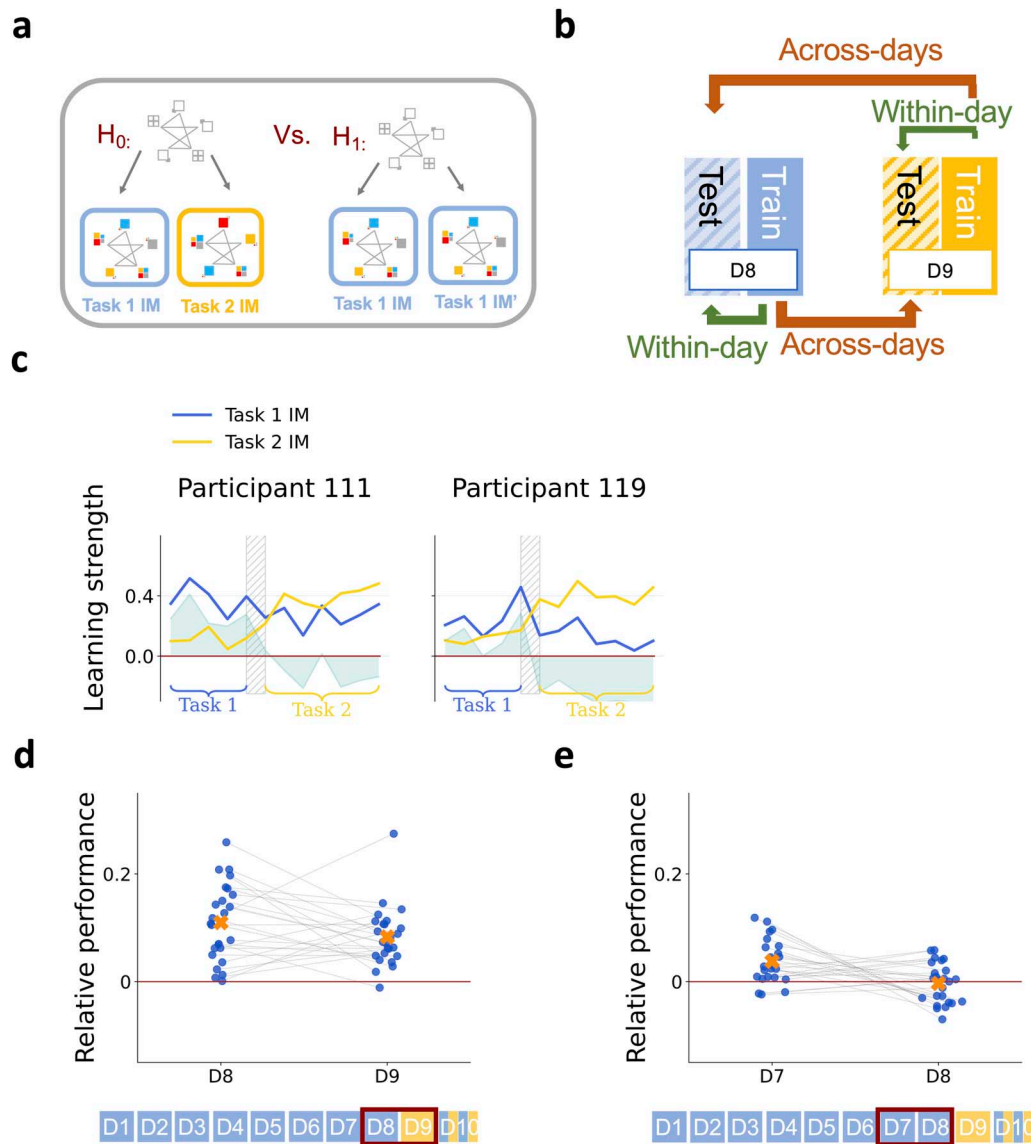 a
H0:
Vs.
H1:
Task 1 IM
Task 2 IM
Task 1 IM
Task 1 IM'
b
Across-days
Within-day
Test
Train
D8
Test
Train
D9
Within-day
Across-days
c
Task 1 IM
Task 2 IM
Participant 111
Participant 119
Learning strength
0.4
0.0
Task 1
Task 2
Task 1
Task 2
d
Relative performance
0.2
0
D8
D9
D1 D2 D3 D4 D5 D6 D7 D8 D9 D10
e
Relative performance
0.2
0
D7
D8
D1 D2 D3 D4 D5 D6 D7 D8 D9 D10